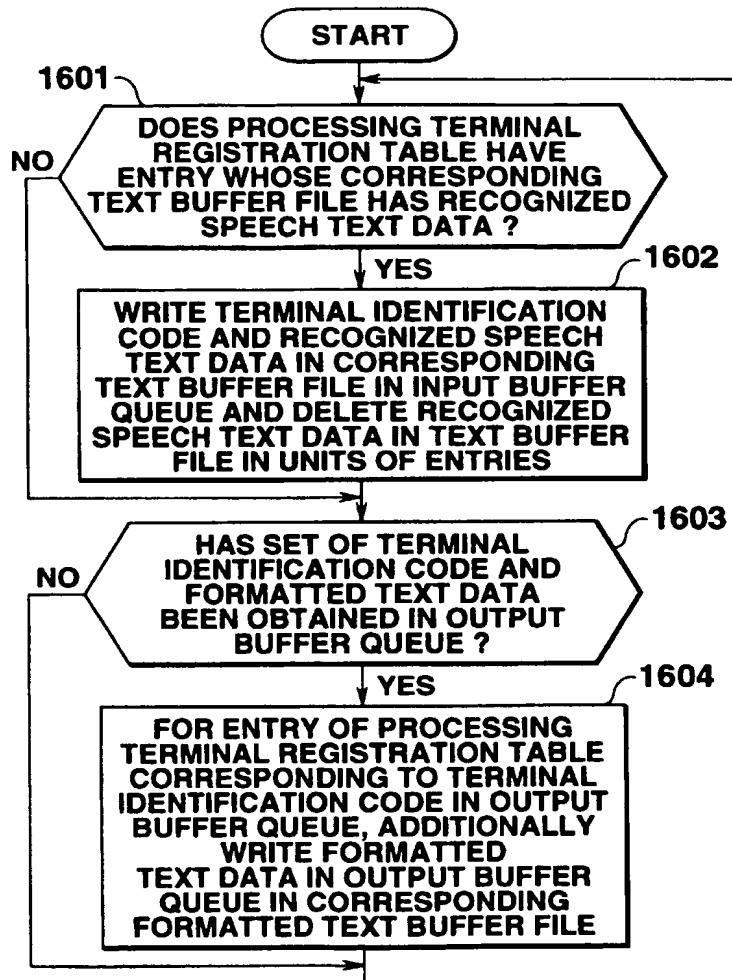 START
1601
DOES PROCESSING TERMINAL
REGISTRATION TABLE HAVE
ENTRY WHOSE CORRESPONDING
TEXT BUFFER FILE HAS RECOGNIZED
SPEECH TEXT DATA ?
NO
YES
1602
WRITE TERMINAL IDENTIFICATION
CODE AND RECOGNIZED SPEECH
TEXT DATA IN CORRESPONDING
TEXT BUFFER FILE IN INPUT BUFFER
QUEUE AND DELETE RECOGNIZED
SPEECH TEXT DATA IN TEXT BUFFER
FILE IN UNITS OF ENTRIES
1603
HAS SET OF TERMINAL
IDENTIFICATION CODE AND
FORMATTED TEXT DATA
BEEN OBTAINED IN OUTPUT
BUFFER QUEUE ?
NO
YES
1604
FOR ENTRY OF PROCESSING
TERMINAL REGISTRATION TABLE
CORRESPONDING TO TERMINAL
IDENTIFICATION CODE IN OUTPUT
BUFFER QUEUE, ADDITIONALLY
WRITE FORMATTED
TEXT DATA IN OUTPUT BUFFER
QUEUE IN CORRESPONDING
FORMATTED TEXT BUFFER FILE